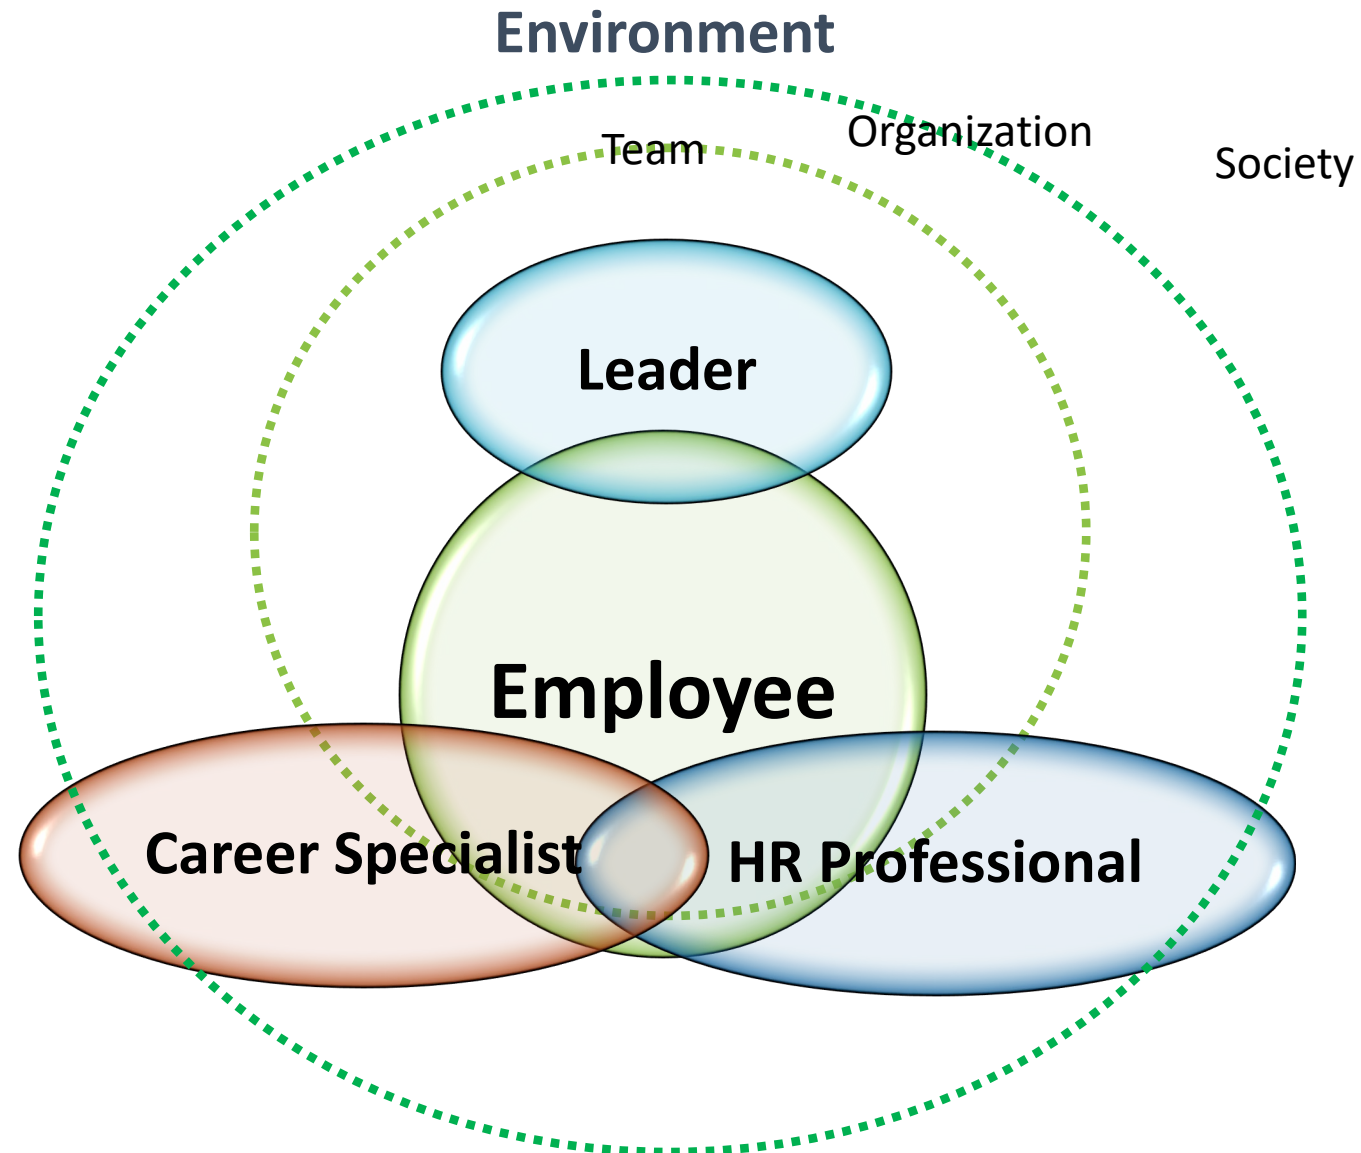 Environment
Organization
Team
Society
Leader
Employee
Career Specialist
HR Professional